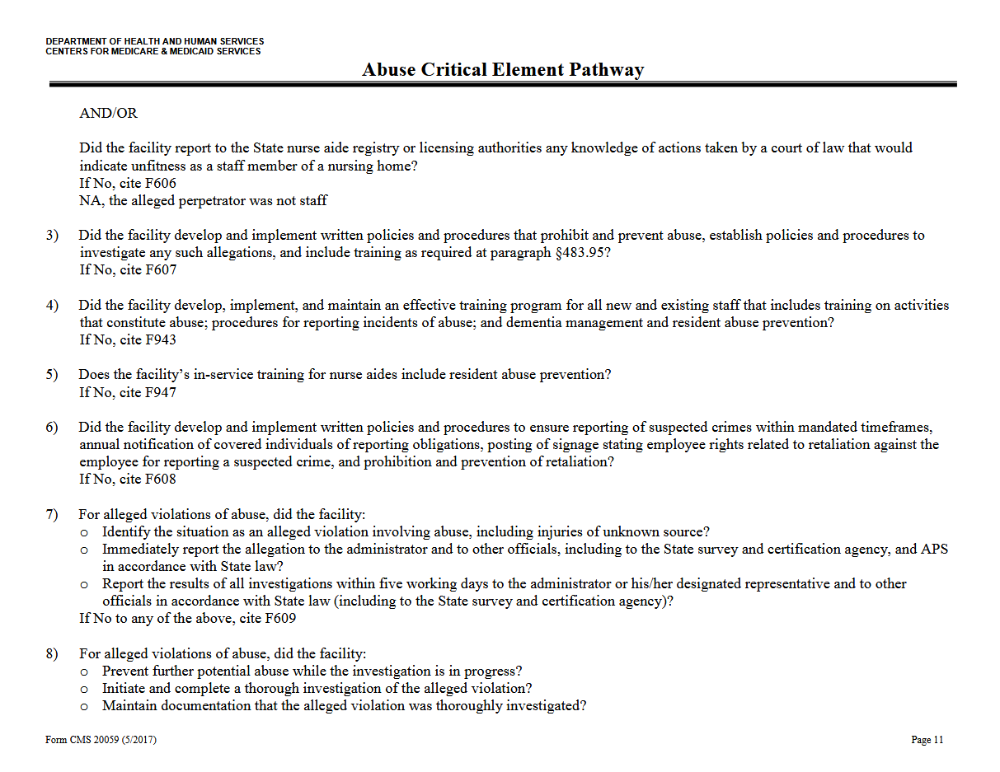 DEPARTMENT OF HEALTH AND HUMAN SERVICES
CENTERS FOR MEDICARE & MEDICAID SERVICES
Abuse Critical Element Pathway
AND/OR
Did the facility report to the State nurse aide registry or licensing authorities any knowledge of actions taken by a court of law that would
indicate unfitness as a staff member of a nursing home?
If No, cite F606
NA, the alleged perpetrator was not staff
3) Did the facility develop and implement written policies and procedures that prohibit and prevent abuse, establish policies and procedures to
investigate any such allegations, and include training as required at paragraph §483.95?
If No, cite F607
4) Did the facility develop, implement, and maintain an effective training program for all new and existing staff that includes training on activities
that constitute abuse; procedures for reporting incidents of abuse; and dementia management and resident abuse prevention?
If No, cite F943
5) Does the facility’s in-service training for nurse aides include resident abuse prevention?
If No, cite F947
6) Did the facility develop and implement written policies and procedures to ensure reporting of suspected crimes within mandated timeframes,
annual notification of covered individuals of reporting obligations, posting of signage stating employee rights related to retaliation against the
employee for reporting a suspected crime, and prohibition and prevention of retaliation?
If No, cite F608
7) For alleged violations of abuse, did the facility:
o Identify the situation as an alleged violation involving abuse, including injuries of unknown source?
o Immediately report the allegation to the administrator and to other officials, including to the State survey and certification agency, and APS
in accordance with State law?
o Report the results of all investigations within five working days to the administrator or his/her designated representative and to other
officials in accordance with State law (including to the State survey and certification agency)?
If No to any of the above, cite F609
8) For alleged violations of abuse, did the facility:
o Prevent further potential abuse while the investigation is in progress?
o Initiate and complete a thorough investigation of the alleged violation?
o Maintain documentation that the alleged violation was thoroughly investigated?
Form CMS 20059 (5/2017) Page 11